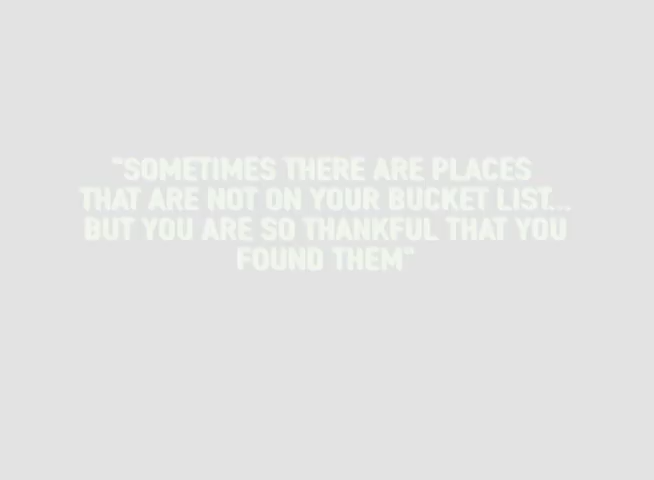 "SOMETIMES THERE ARE PLACES
THAT ARE NOT ON YOUR BUCKET LIST...
BUT YOU ARE SO THANKFUL THAT YOU
FOUND THEM"